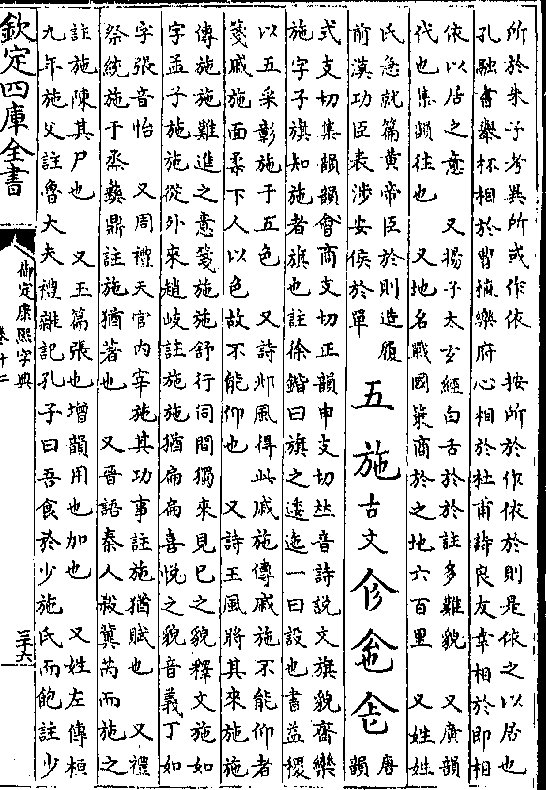 所於朱子考異所或作依 按所於作依於則是依之以居也
孔融書舉杯相於曹植樂府心相於杜甫詩良友幸相於即相
依以居之意 又揚子太玄經白舌於於註多難貌 又廣韻
代也集韻往也 又地名戰國策商於之地六百里 又姓姓
氏急就篇黃帝臣於則造履
前漢功臣表涉安侯於單
五 施 古文
唐
韻
式支切集韻韻會商支切正韻申支切𠀤音詩說文旗貌齊欒
施字子旗知施者旗也註徐鍇曰旗之逶迤一曰設也書益稷
以五采彰施于五色 又詩邶風得此戚施傳戚施不能仰者
箋戚施面柔下人以色故不能仰也 又詩王風將其來施施
傳施施難進之意箋施施舒行伺間獨來見已之貌釋文施如
字孟子施施從外來趙岐註施施猶扁扁喜悅之貌音義丁如
字張音怡 又周禮天官內宰施其功事註施猶賦也 又禮
祭統施于烝彝鼎註施猶著也 又晉語秦人殺冀芮而施之
註施陳其尸也 又玉篇張也增韻用也加也 又姓左傳桓
九年施父註魯大夫禮雜記孔子曰吾食於少施氏而飽註少
欽定四庫全書
御定康熙字典
卷十二
三十六